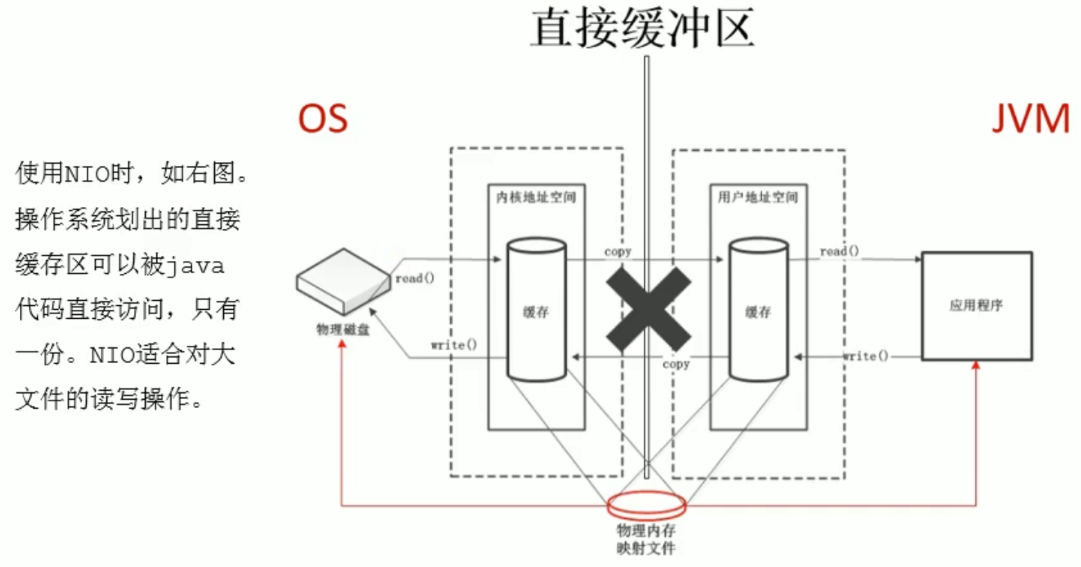 直接缓冲区
OS
JVM
使用NIO时，如右图。
操作系统划出的直接
缓存区可以被java
代码直接访问，只有
一份。NIO适合对大
文件的读写操作。
内核地址空间
用户地址空间
copy
read()
read()
缓存
缓存
应用程序
物理磁盘
write()
copy
write()
物理内存
映射文件